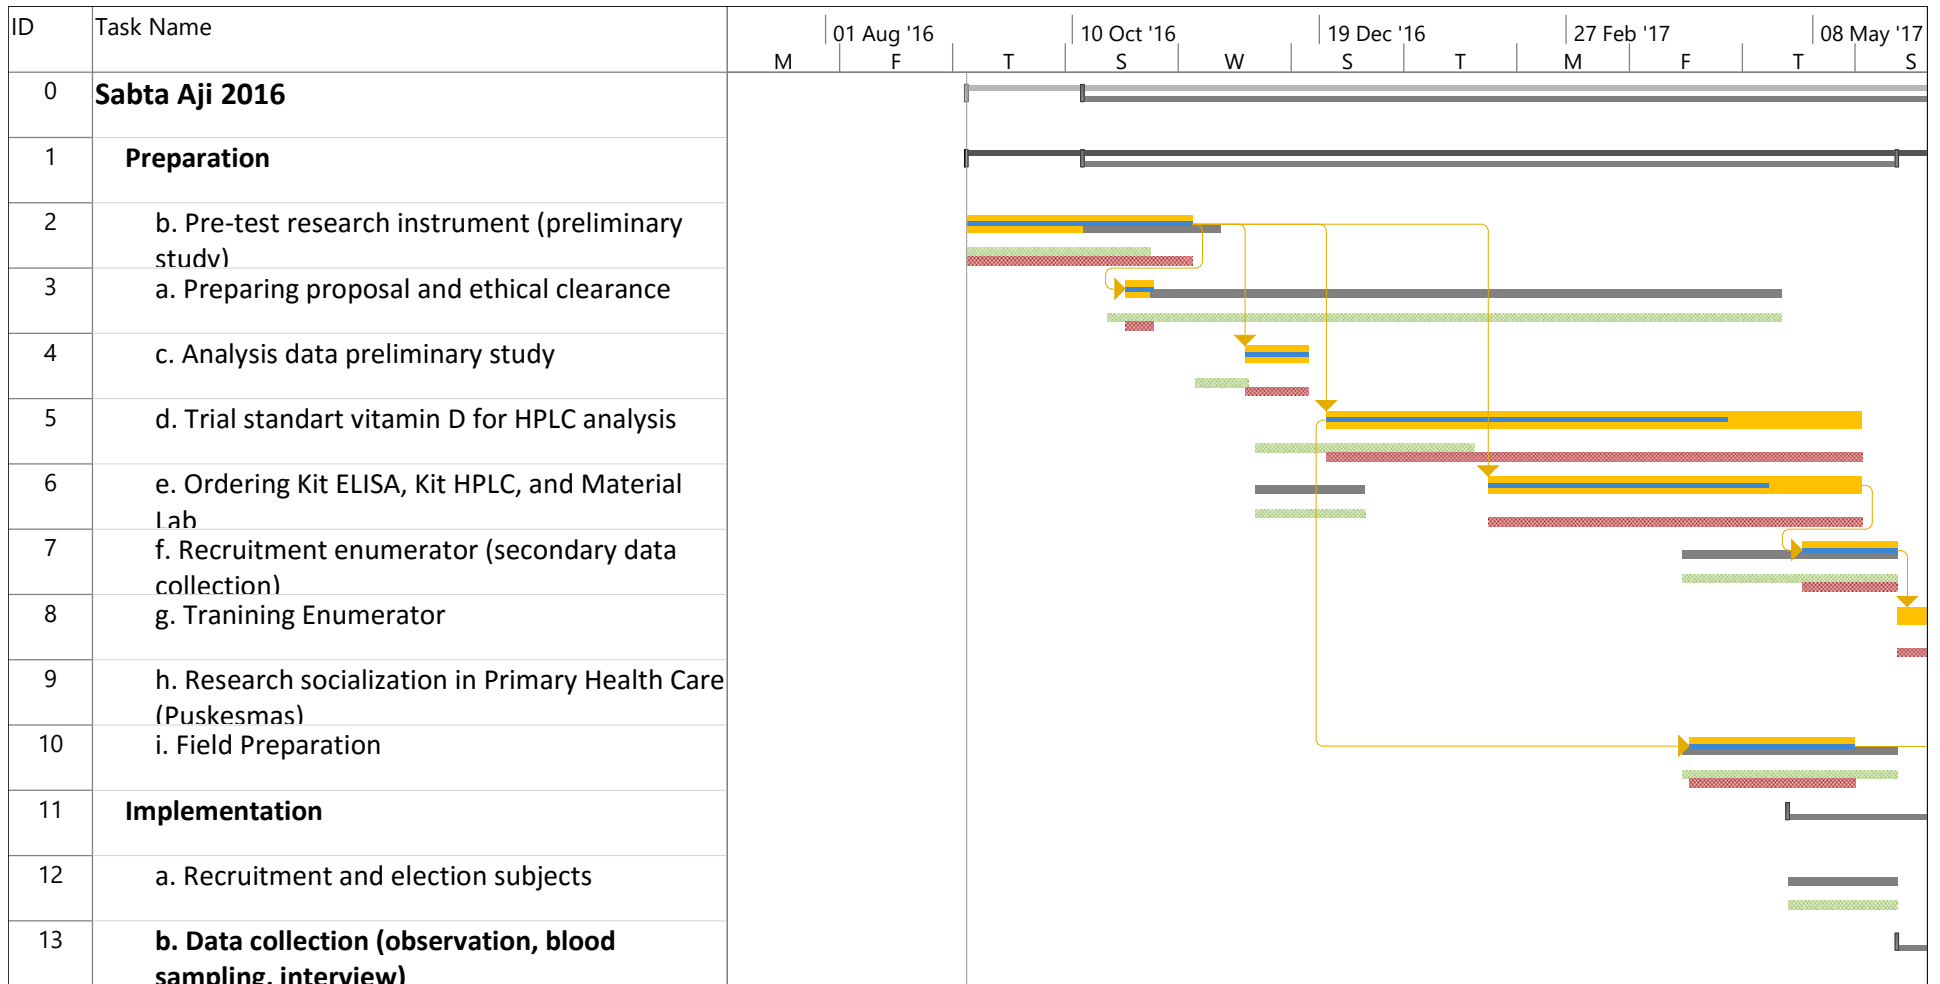 ID
Task Name
01 Aug '16
10 Oct '16
19 Dec '16
27 Feb '17
08 May '17
M F T S W S T M F T S
0
Sabta Aji 2016
1
Preparation
2
b. Pre-test research instrument (preliminary
study)
3
a. Preparing proposal and ethical clearance
4
c. Analysis data preliminary study
5
d. Trial standart vitamin D for HPLC analysis
6
e. Ordering Kit ELISA, Kit HPLC, and Material
Lab
7
f. Recruitment enumerator (secondary data
collection)
8
g. Tranining Enumerator
9
h. Research socialization in Primary Health Care
(Puskesmas)
10
i. Field Preparation
11
Implementation
12
a. Recruitment and election subjects
13
b. Data collection (observation, blood
sampling, interview)